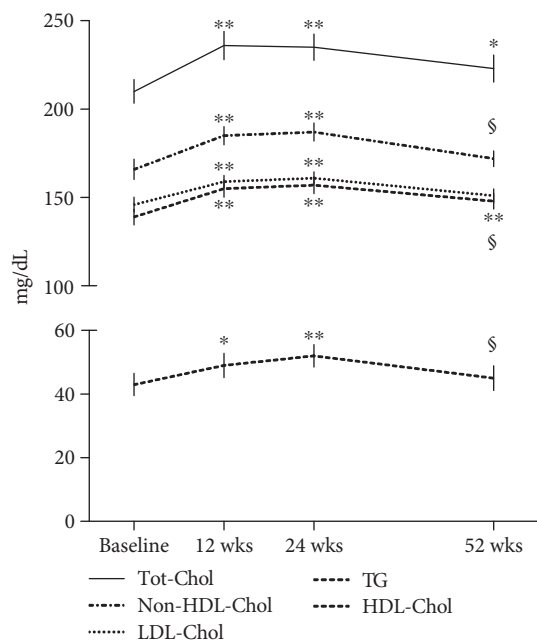 250
** ** *
200
** ** §
** **
150
** ** **
§
100
mg/dL
60
* ** §
40
20
0
Baseline 12 wks 24 wks 52 wks
Tot-Chol TG
Non-HDL-Chol HDL-Chol
LDL-Chol